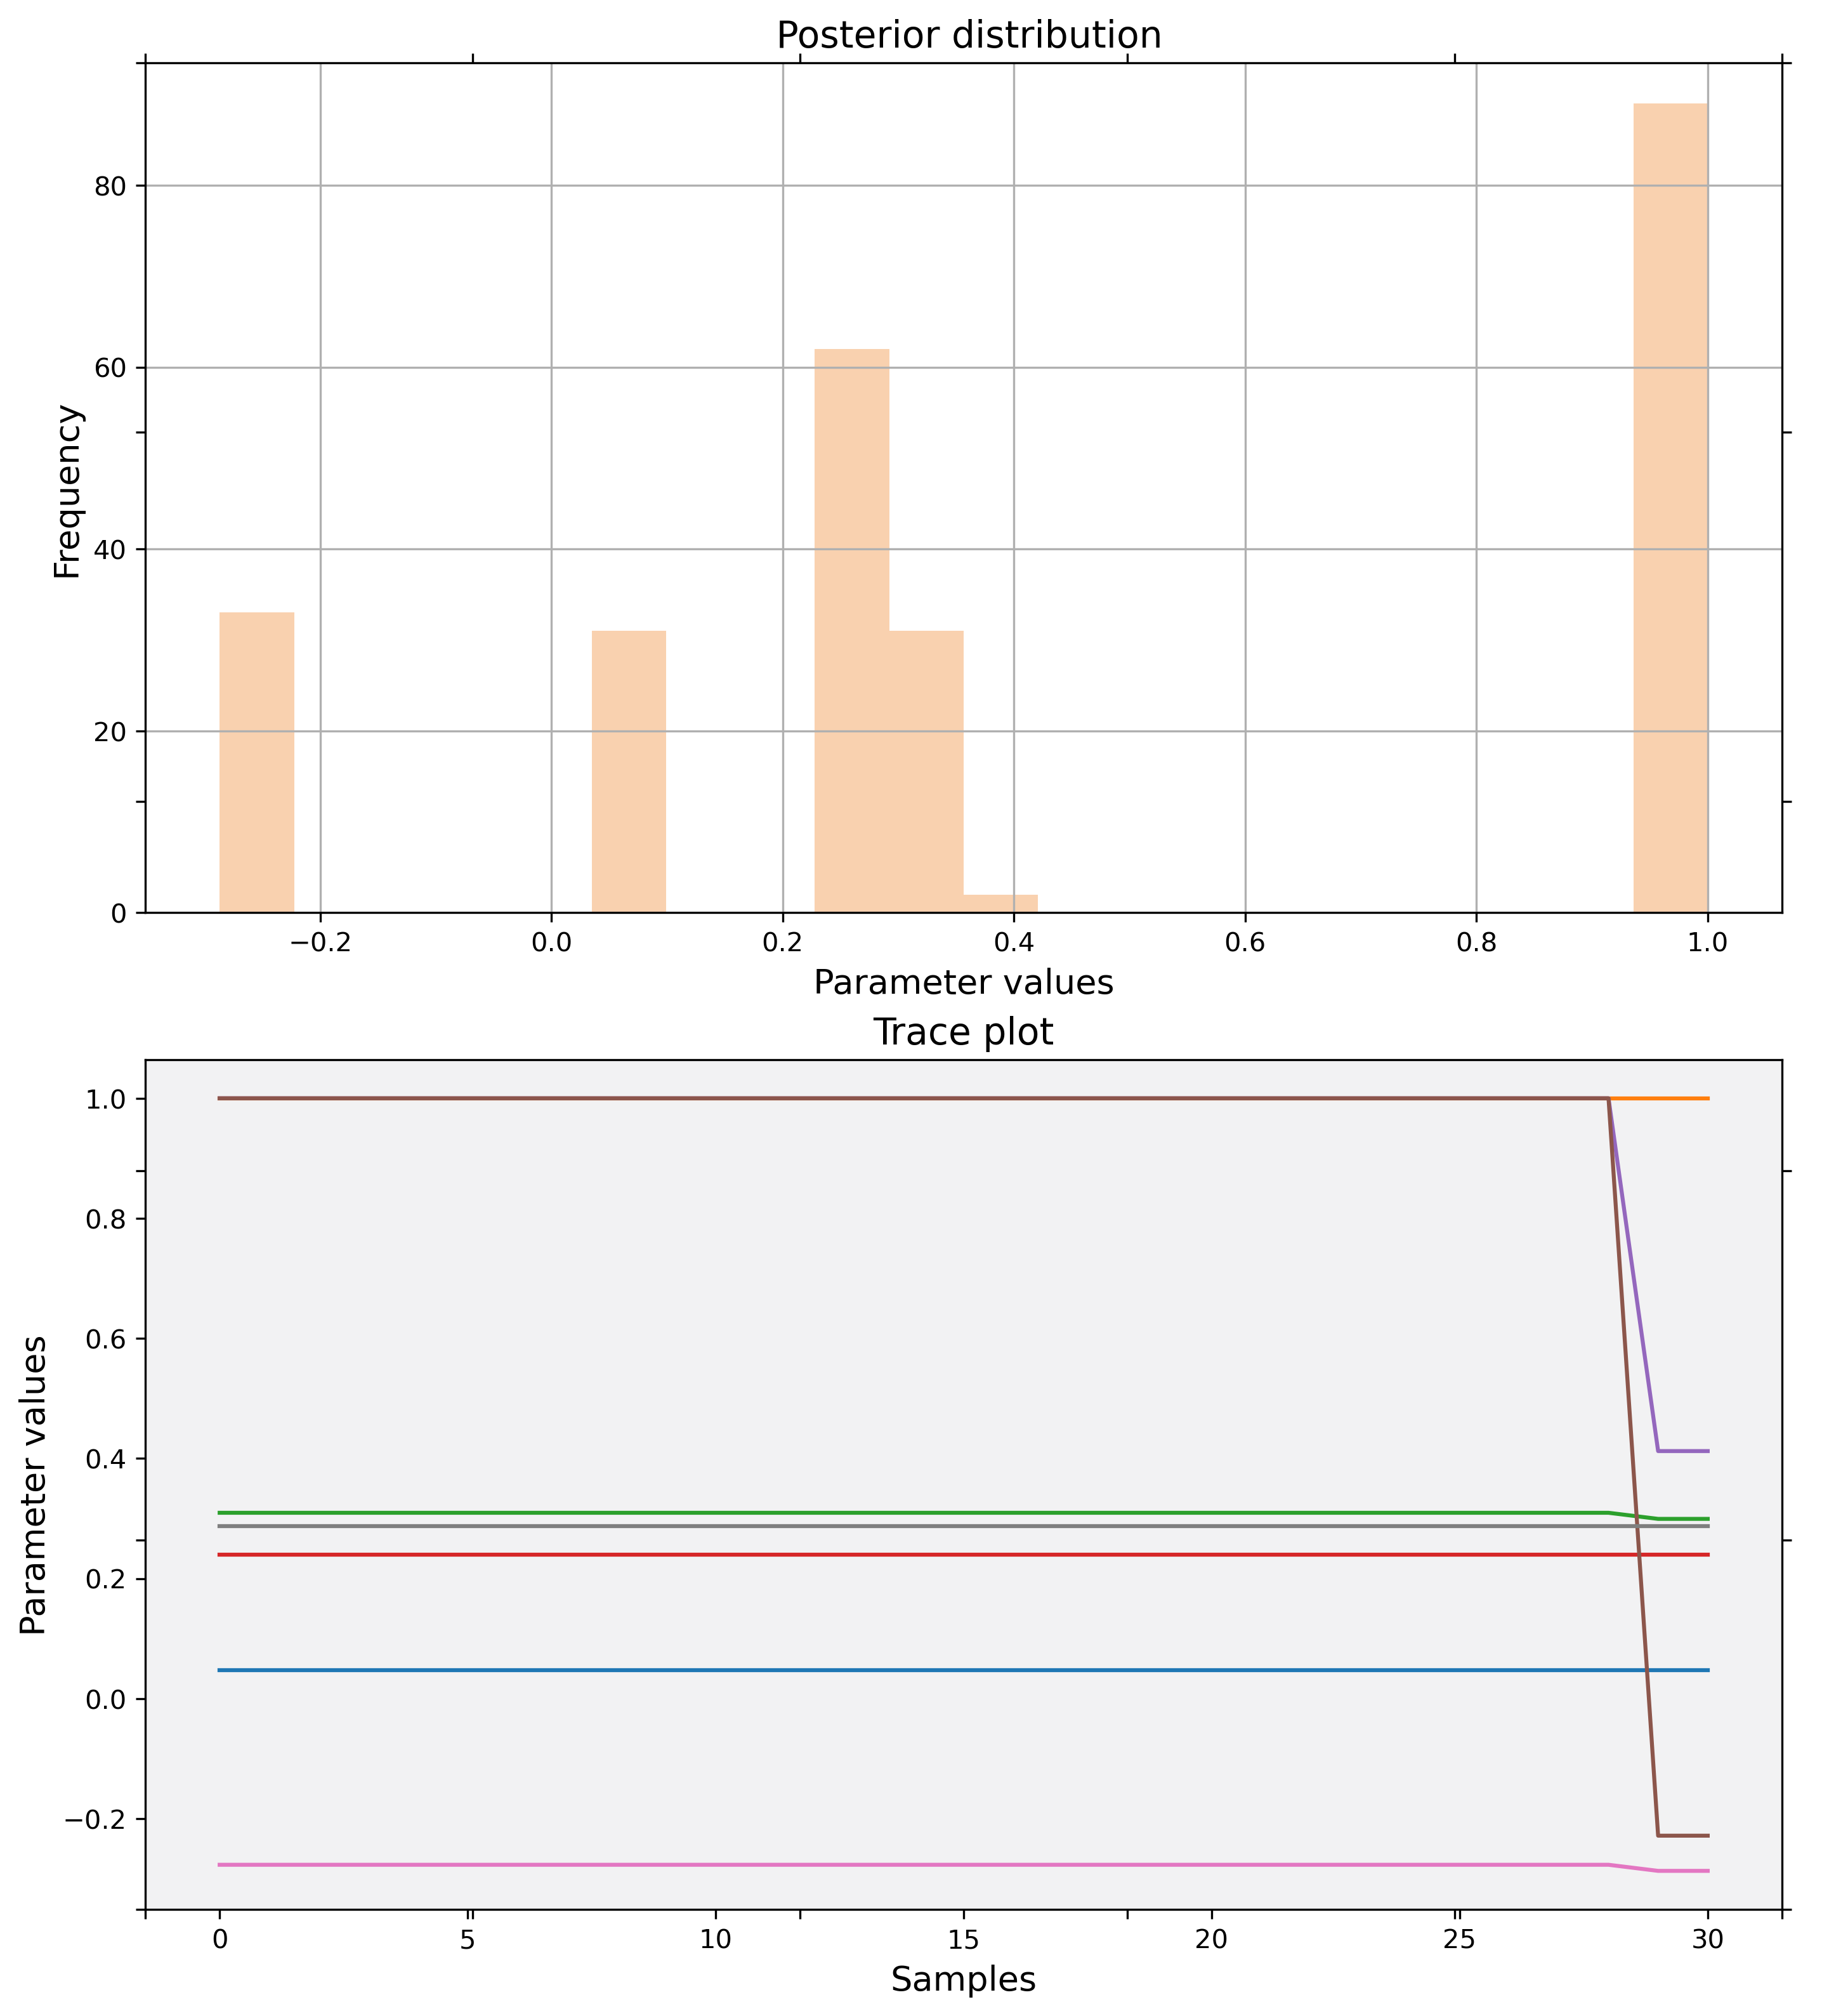 Posterior distribution
Frequency
80
60
40
20
0
−0.2 0.0 0.2 0.4 0.6 0.8 1.0
Parameter values
Trace plot
Parameter values
1.0
0.8
0.6
0.4
0.2
0.0
−0.2
0 5 10 15 20 25 30
Samples